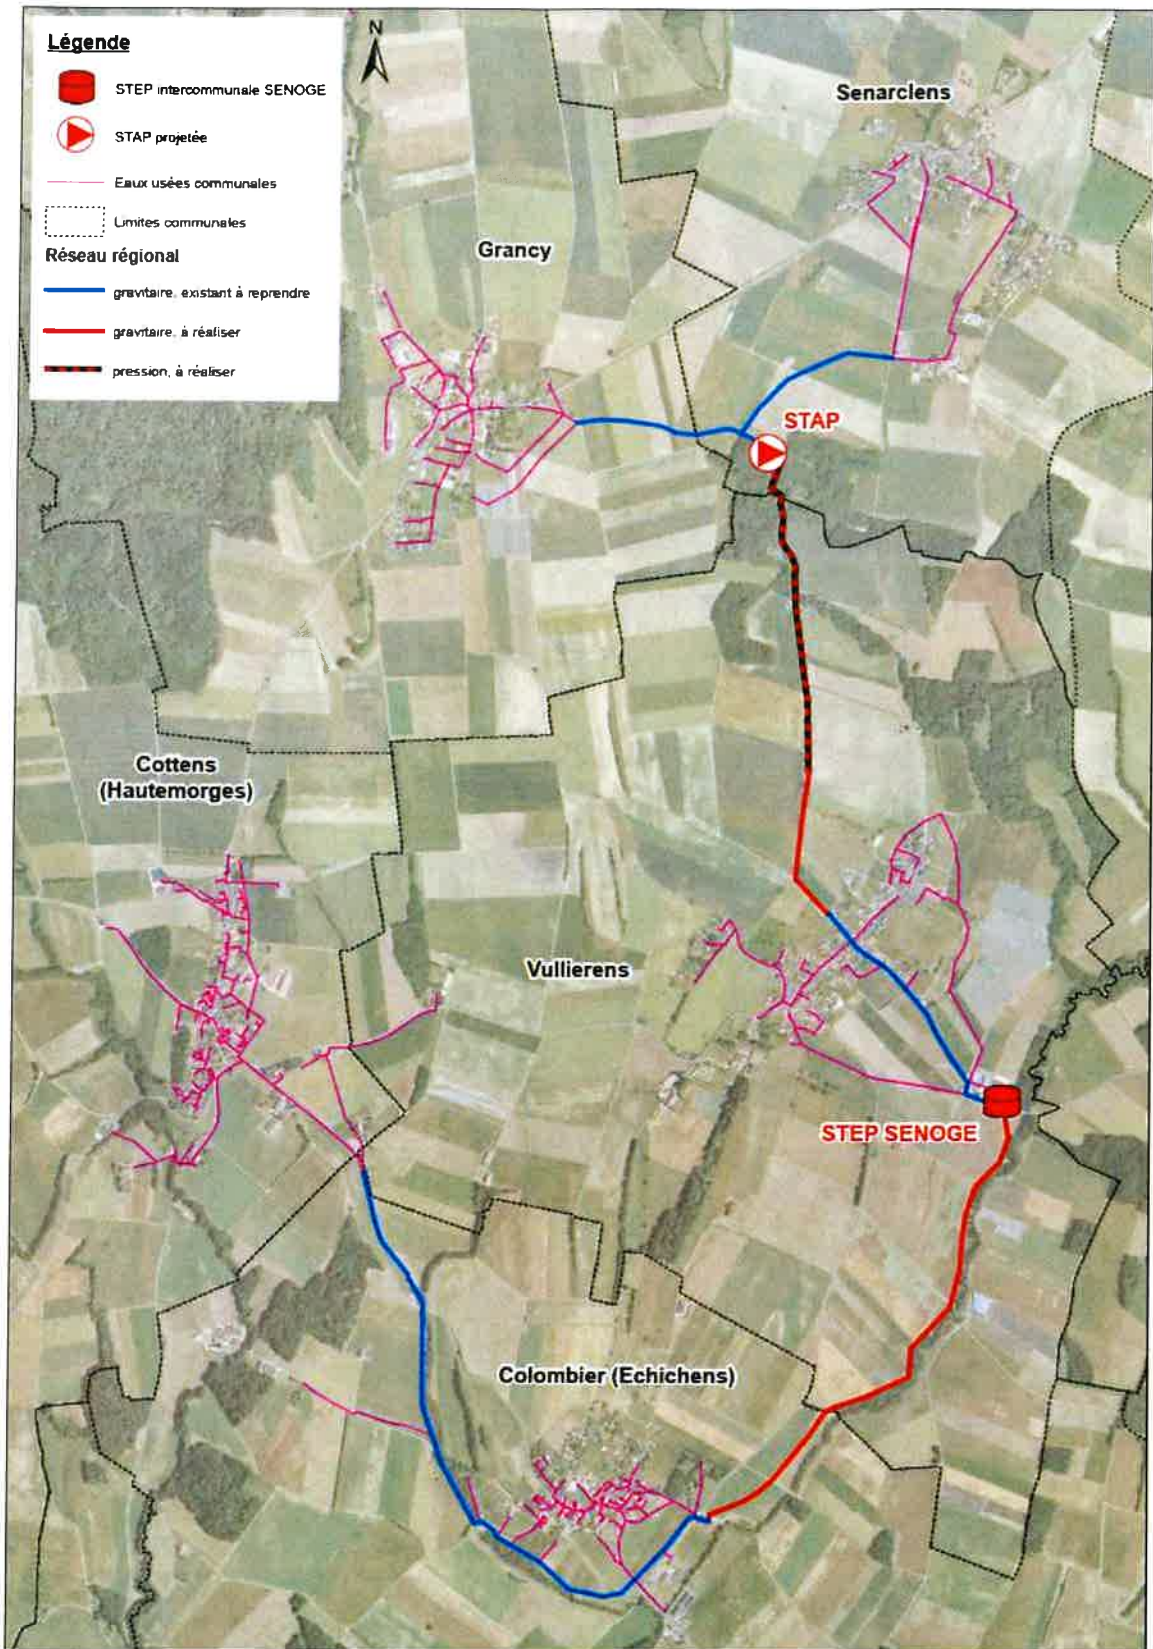 Légende
STEP intercommunale SENOGE
STAP projetée
Eaux usées communales
Limites communales
Réseau régional
gravitaire, existant à reprendre
gravitaire, à réaliser
pression, à réaliser
N
Senarclens
Grancy
STAP
Cottens
(Hautemorges)
Vullierens
STEP SENOGE
Colombier (Echichens)